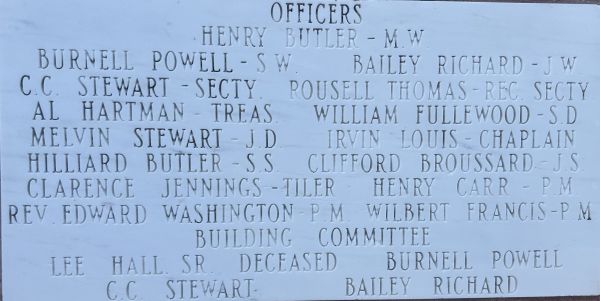 OFFICERS
HENRY BUTLER - M.W.
BURNELL POWELL - S.W. BAILEY RICHARD - J.W
C.C. STEWART - SECTY. ROUSELL THOMAS - REC. SECTY
AL HARTMAN - TREAS. WILLIAM FULLEWOOD - S.D
MELVIN STEWART - J.D. IRVIN LOUIS - CHAPLAIN
HILLIARD BUTLER - S.S. CLIFFORD BROUSSARD - J.S.
CLARENCE JENNINGS - TILER HENRY CARR - P.M
REV. EDWARD WASHINGTON - P.M. WILBERT FRANCIS - P.M
BUILDING COMMITTEE
LEE HALL. SR. DECEASED BURNELL POWELL
C.C STEWART BAILEY RICHARD